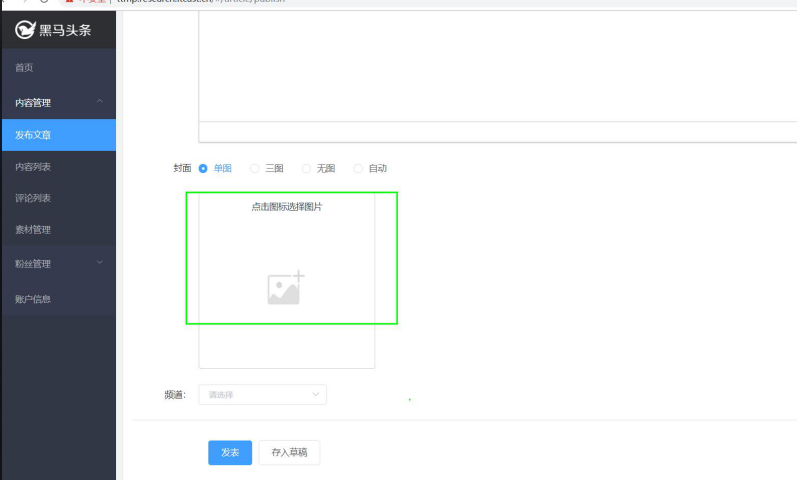 黑马头条
首页
内容管理
发布文章
内容列表
评论列表
素材管理
粉丝管理
账户信息
封面 单图 三图 无图 自动
点击图标选择图片
频道: 请选择
发表 存入草稿